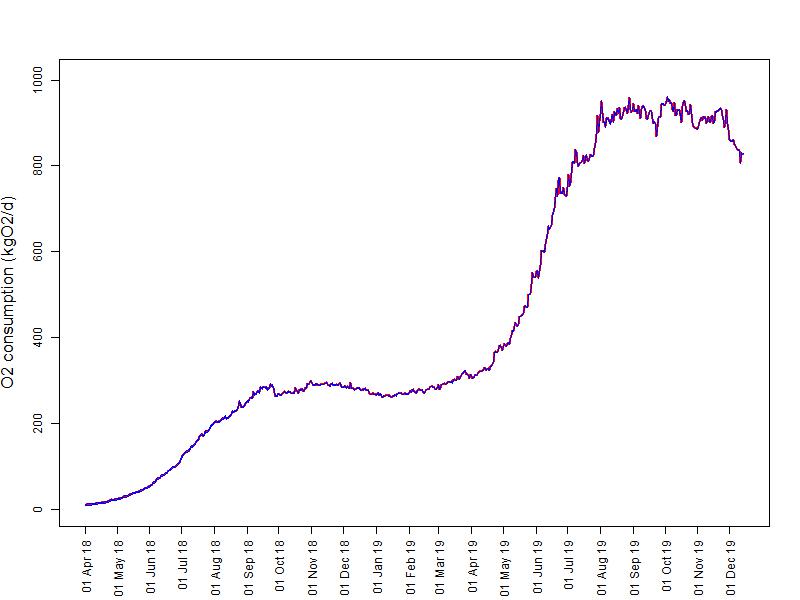 O2 consumption (kgO2/d)
1000
800
600
400
200
0
01 Apr 18
01 May 18
01 Jun 18
01 Jul 18
01 Aug 18
01 Sep 18
01 Oct 18
01 Nov 18
01 Dec 18
01 Jan 19
01 Feb 19
01 Mar 19
01 Apr 19
01 May 19
01 Jun 19
01 Jul 19
01 Aug 19
01 Sep 19
01 Oct 19
01 Nov 19
01 Dec 19